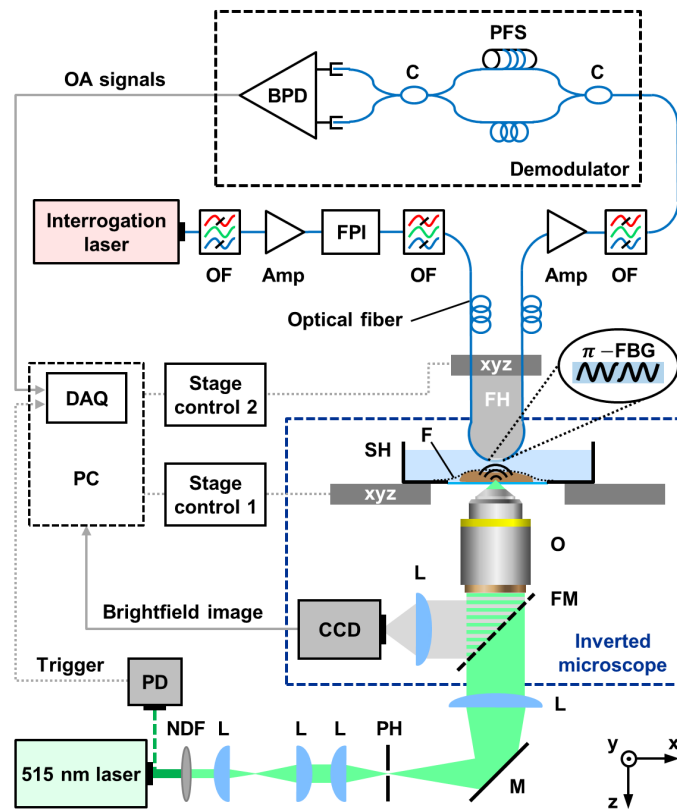 PFS
OA signals
C
C
BPD
Demodulator
Interrogation
laser
FPI
OF
Amp
OF
Amp
OF
Optical fiber
xyz
π –FBG
DAQ
Stage
control 2
FH
F
SH
PC
Stage
control 1
xyz
O
L
FM
Brightfield image
CCD
Inverted
microscope
Trigger
PD
L
NDF
L
L
L
PH
515 nm laser
M
y
x
z